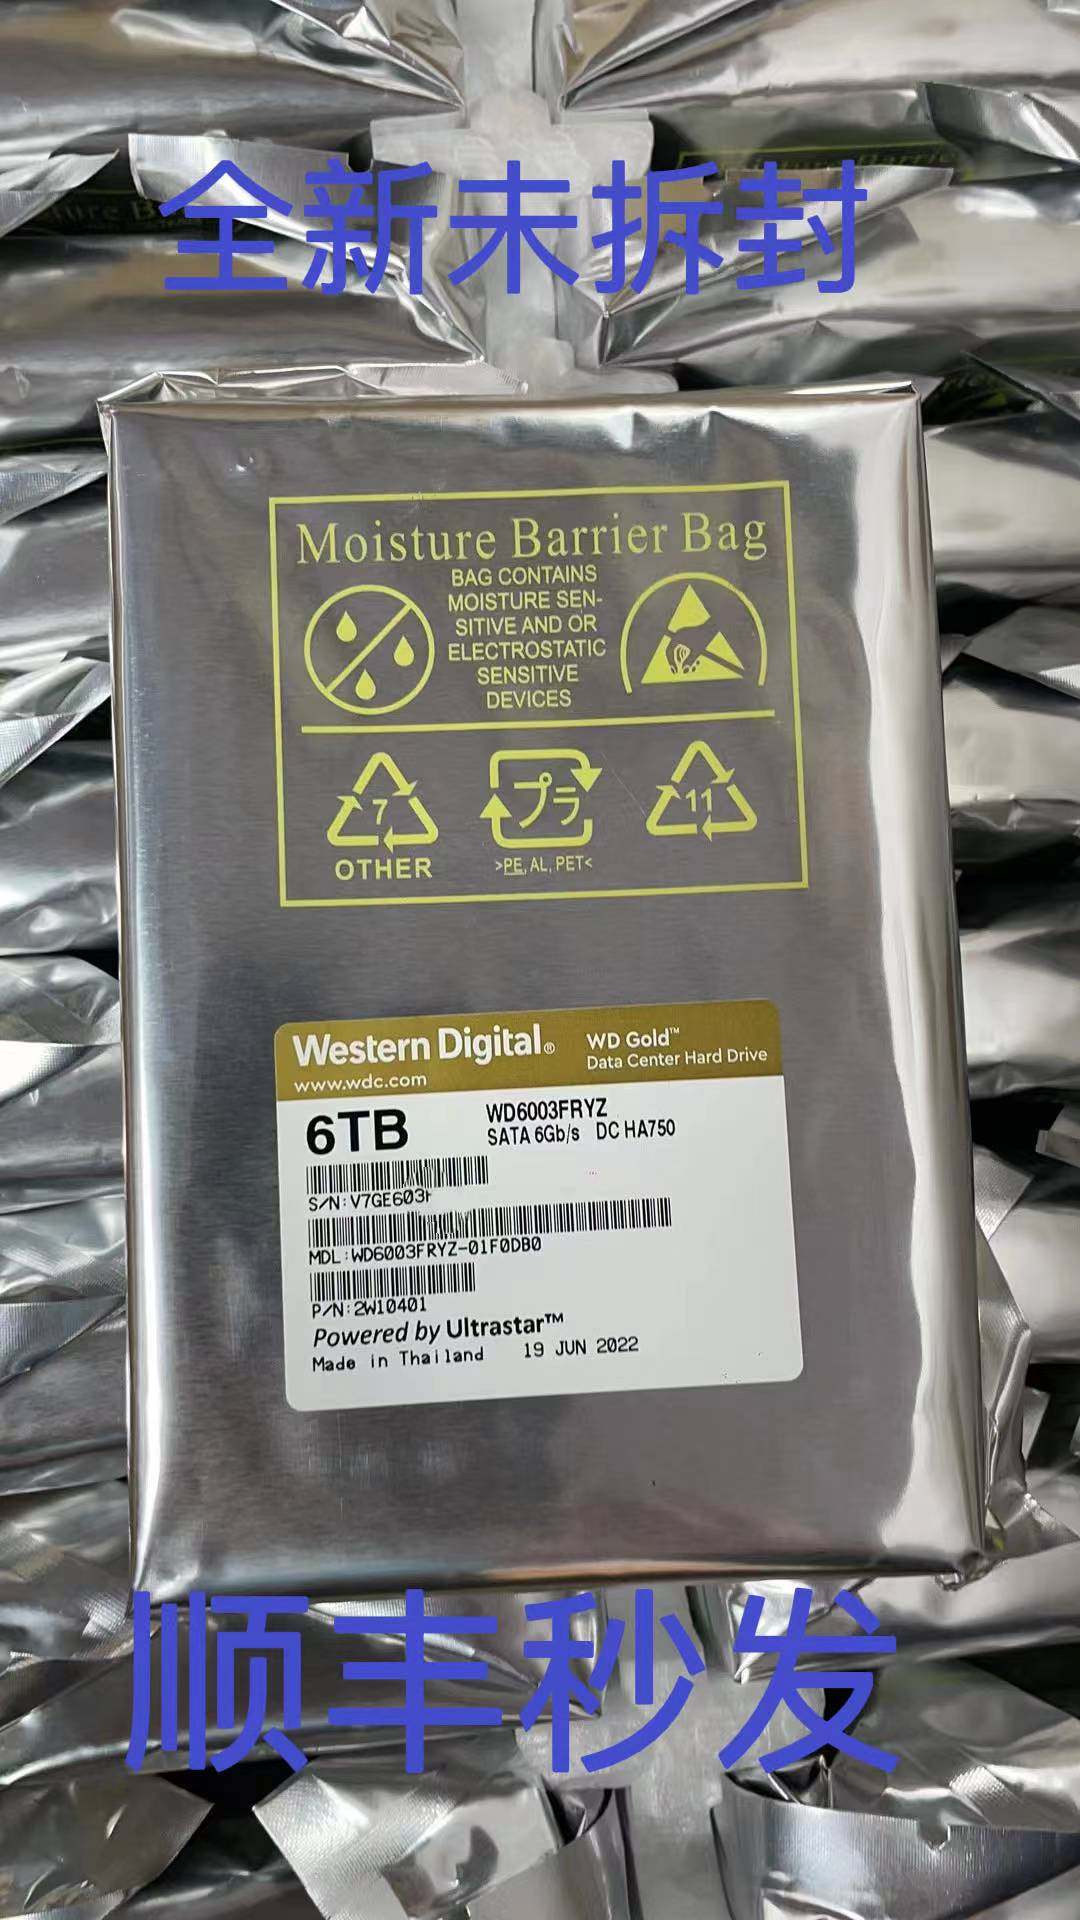 全新未拆封
Moisture Barrier Bag
BAG CONTAINS
MOISTURE SEN-
SITIVE AND OR
ELECTROSTATIC
SENSITIVE
DEVICES
7
プラ
11
OTHER
>PE, AL, PET<
Western Digital®
WD Gold™
www.wdc.com
Data Center Hard Drive
6TB
WD6003FRYZ
SATA 6Gb/s DC HA750
S/N:V7GE603
MDL:WD6003FRYZ-01F0DB0
P/N:2W10401
Powered by Ultrastar™
Made in Thailand 19 JUN 2022
顺丰秒发